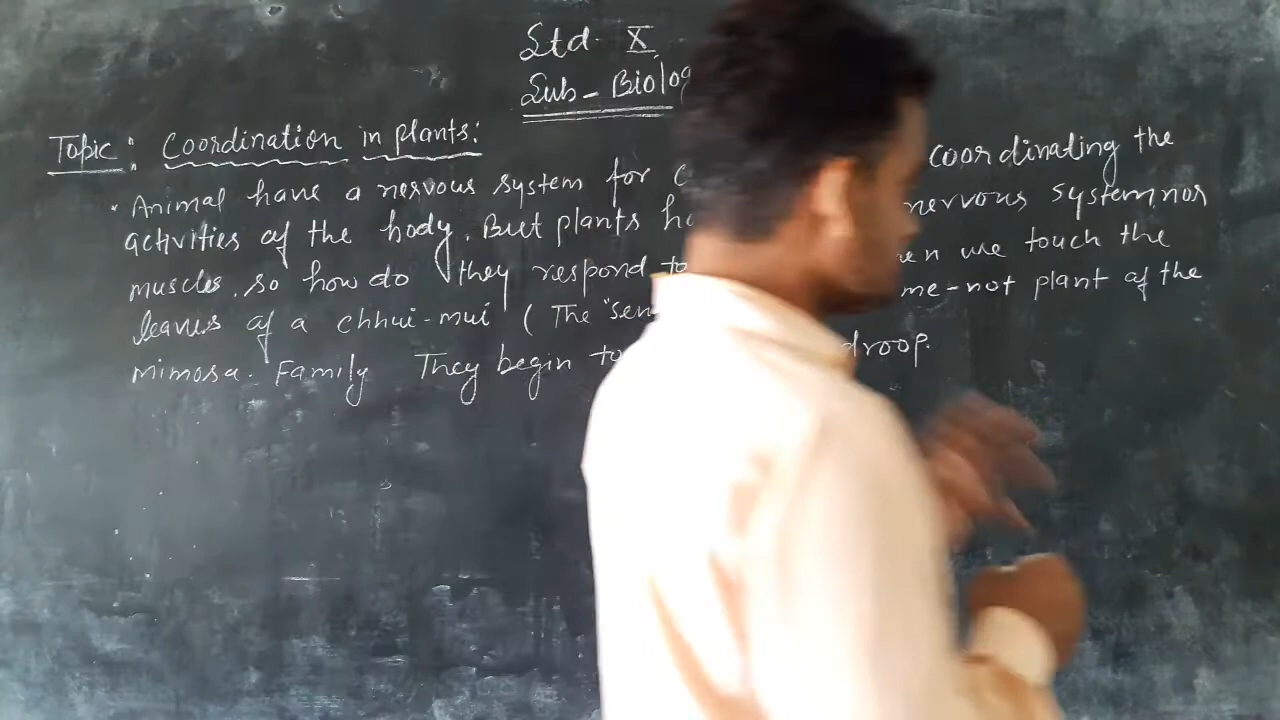 Std. X
Sub - Biolog
Topic: Coordination in plants:
• Animal have a nervous system for c coordinating the
activities of the body. But plants ha nervous system, nor
muscles, so how do they respond to en we touch the
leaves of a chhui-mui (The "sen me-not plant of the
mimosa. Family They begin to droop.